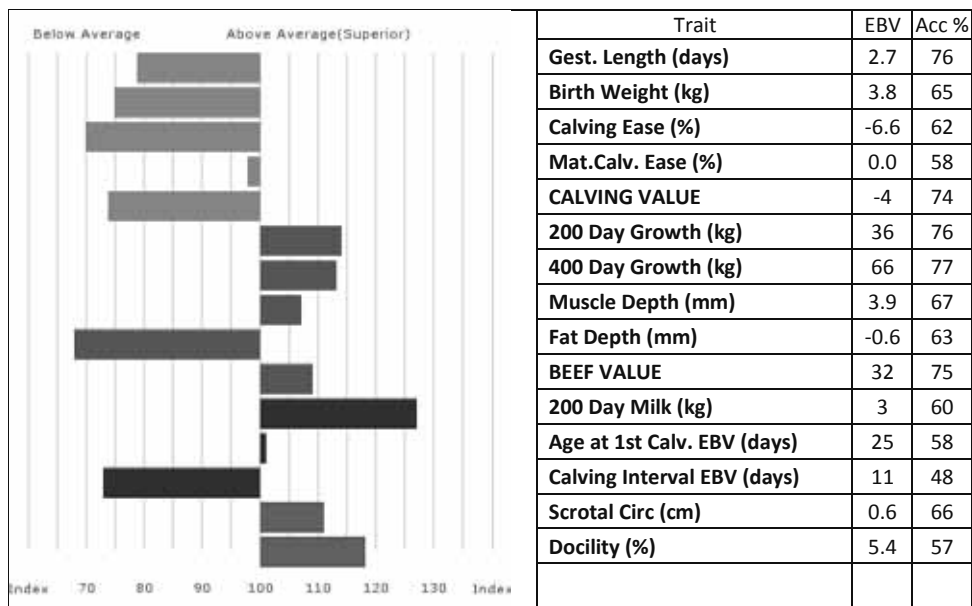 Below Average Above Average(Superior)
Index 70 80 90 100 110 120 130 Index
Trait EBV Acc %
Gest. Length (days) 2.7 76
Birth Weight (kg) 3.8 65
Calving Ease (%) -6.6 62
Mat.Calv. Ease (%) 0.0 58
CALVING VALUE -4 74
200 Day Growth (kg) 36 76
400 Day Growth (kg) 66 77
Muscle Depth (mm) 3.9 67
Fat Depth (mm) -0.6 63
BEEF VALUE 32 75
200 Day Milk (kg) 3 60
Age at 1st Calv. EBV (days) 25 58
Calving Interval EBV (days) 11 48
Scrotal Circ (cm) 0.6 66
Docility (%) 5.4 57